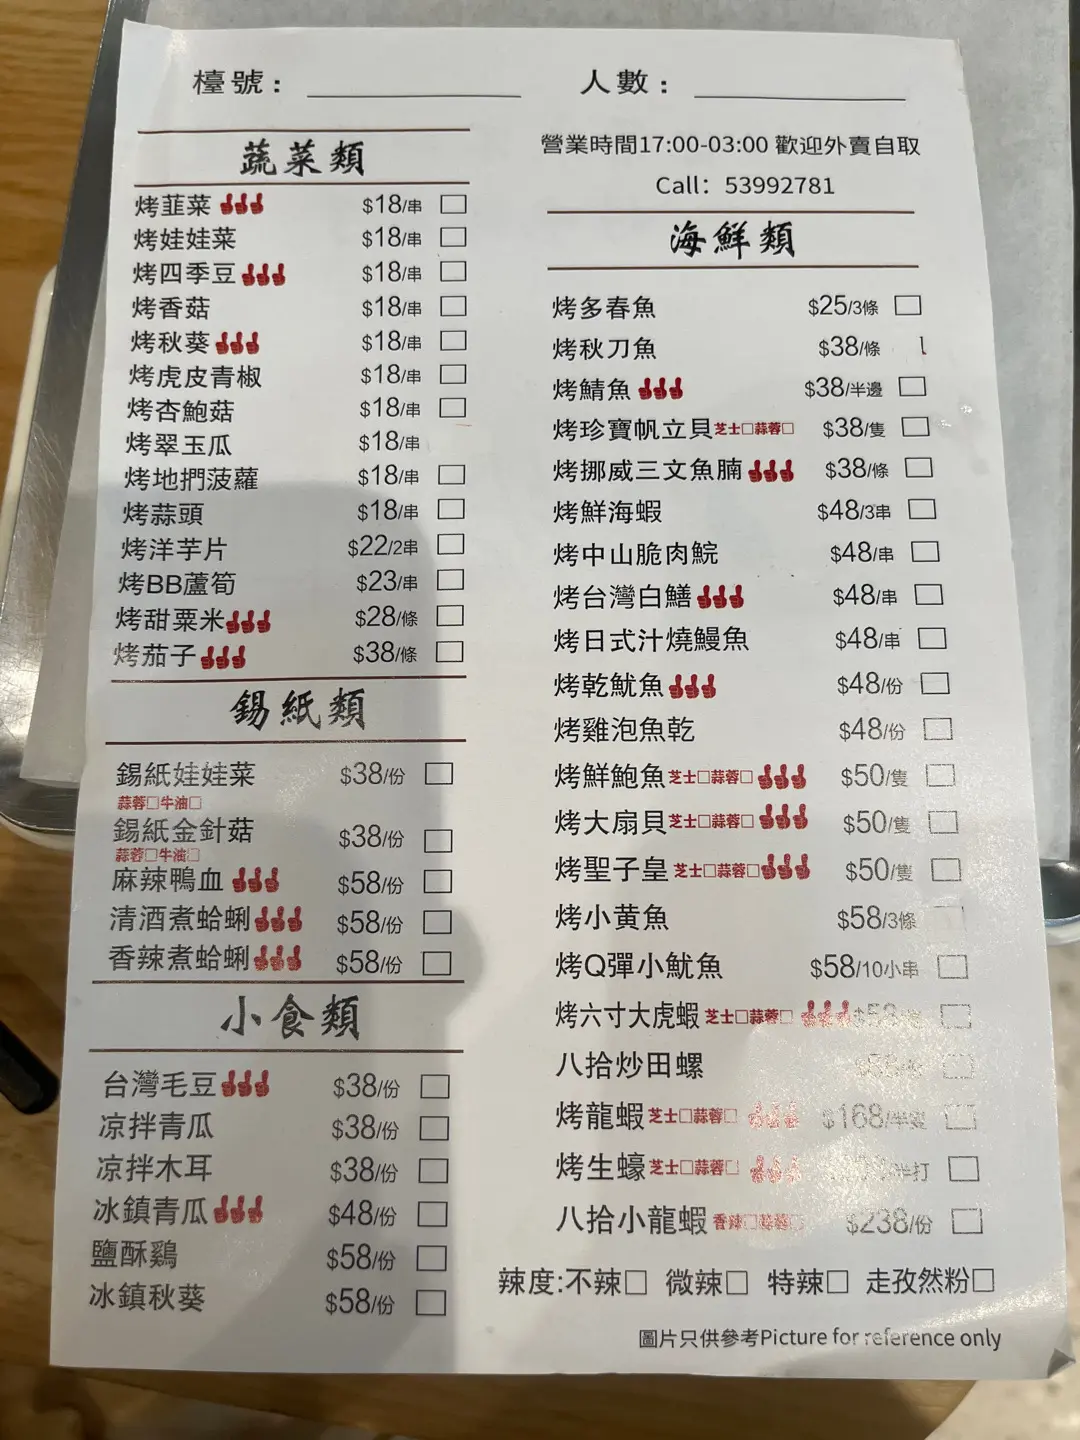 檯號：
人數：
蔬菜類
烤韮菜 $18/串
烤娃娃菜 $18/串
烤四季豆 $18/串
烤香菇 $18/串
烤秋葵 $18/串
烤虎皮青椒 $18/串
烤杏鮑菇 $18/串
烤翠玉瓜 $18/串
烤地捫菠蘿 $18/串
烤蒜頭 $18/串
烤洋芋片 $22/2串
烤BB蘆筍 $23/串
烤甜粟米 $28/條
烤茄子 $38/條
錫紙類
錫紙娃娃菜 $38/份
蒜蓉□牛油□
錫紙金針菇 $38/份
蒜蓉□牛油□
麻辣鴨血 $58/份
清酒煮蛤蜊 $58/份
香辣煮蛤蜊 $58/份
小食類
台灣毛豆 $38/份
凉拌青瓜 $38/份
凉拌木耳 $38/份
冰鎮青瓜 $48/份
鹽酥鷄 $58/份
冰鎮秋葵 $58/份
營業時間17:00-03:00 歡迎外賣自取
Call：53992781
海鮮類
烤多春魚 $25/3條
烤秋刀魚 $38/條
烤鯖魚 $38/半邊
烤珍寶帆立貝芝士□蒜蓉□ $38/隻
烤挪威三文魚腩 $38/條
烤鮮海蝦 $48/3串
烤中山脆肉鯇 $48/串
烤台灣白鱔 $48/串
烤日式汁燒鰻魚 $48/串
烤乾魷魚 $48/份
烤雞泡魚乾 $48/份
烤鮮鮑魚芝士□蒜蓉□ $50/隻
烤大扇貝芝士□蒜蓉□ $50/隻
烤聖子皇芝士□蒜蓉□ $50/隻
烤小黄魚 $58/3條
烤Q彈小魷魚 $58/10小串
烤六寸大虎蝦芝士□蒜蓉□
八拾炒田螺
烤龍蝦芝士□蒜蓉□ $168/半隻
烤生蠔芝士□蒜蓉□ 半打
八拾小龍蝦香辣□蒜蓉□ $238/份
辣度:不辣□ 微辣□ 特辣□ 走孜然粉□
圖片只供參考Picture for reference only